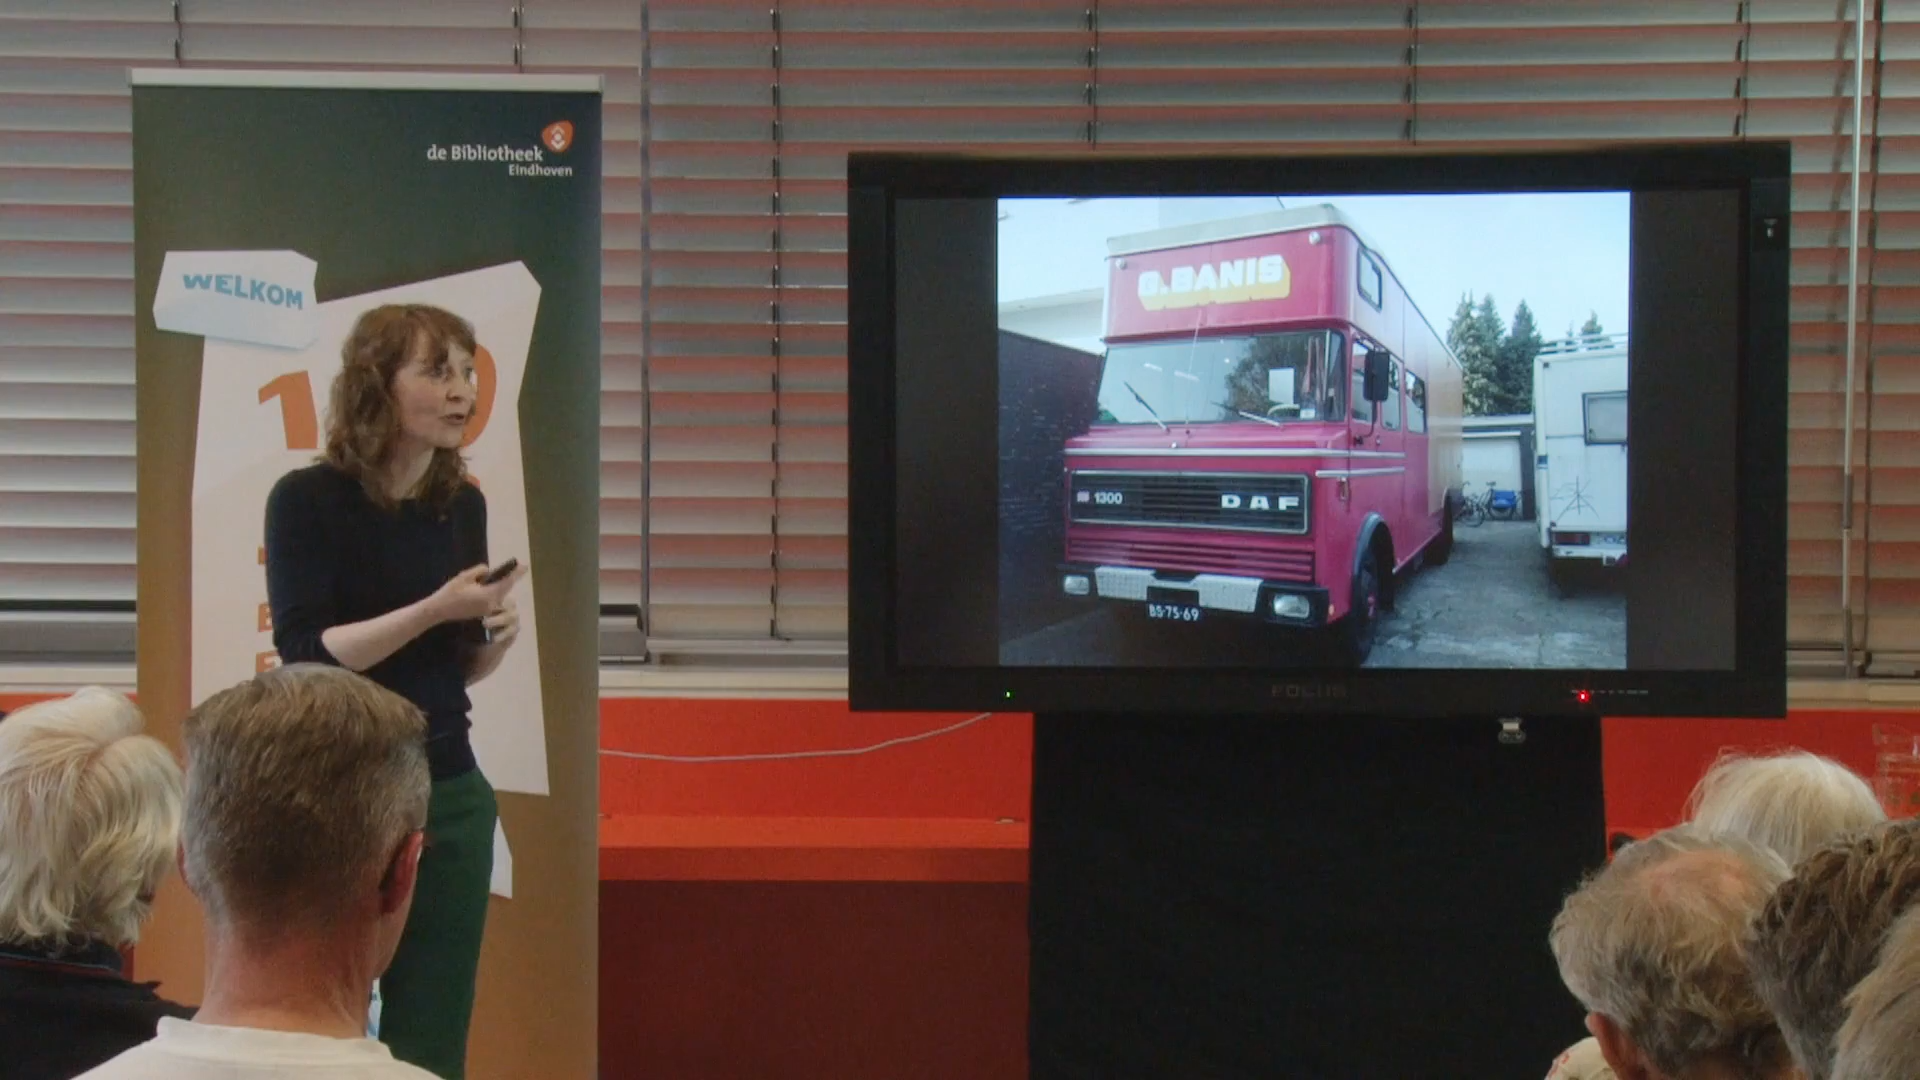 de Bibliotheek
Eindhoven
WELKOM
O.BANIS
1300
DAF
BS-75-69
FOCUS